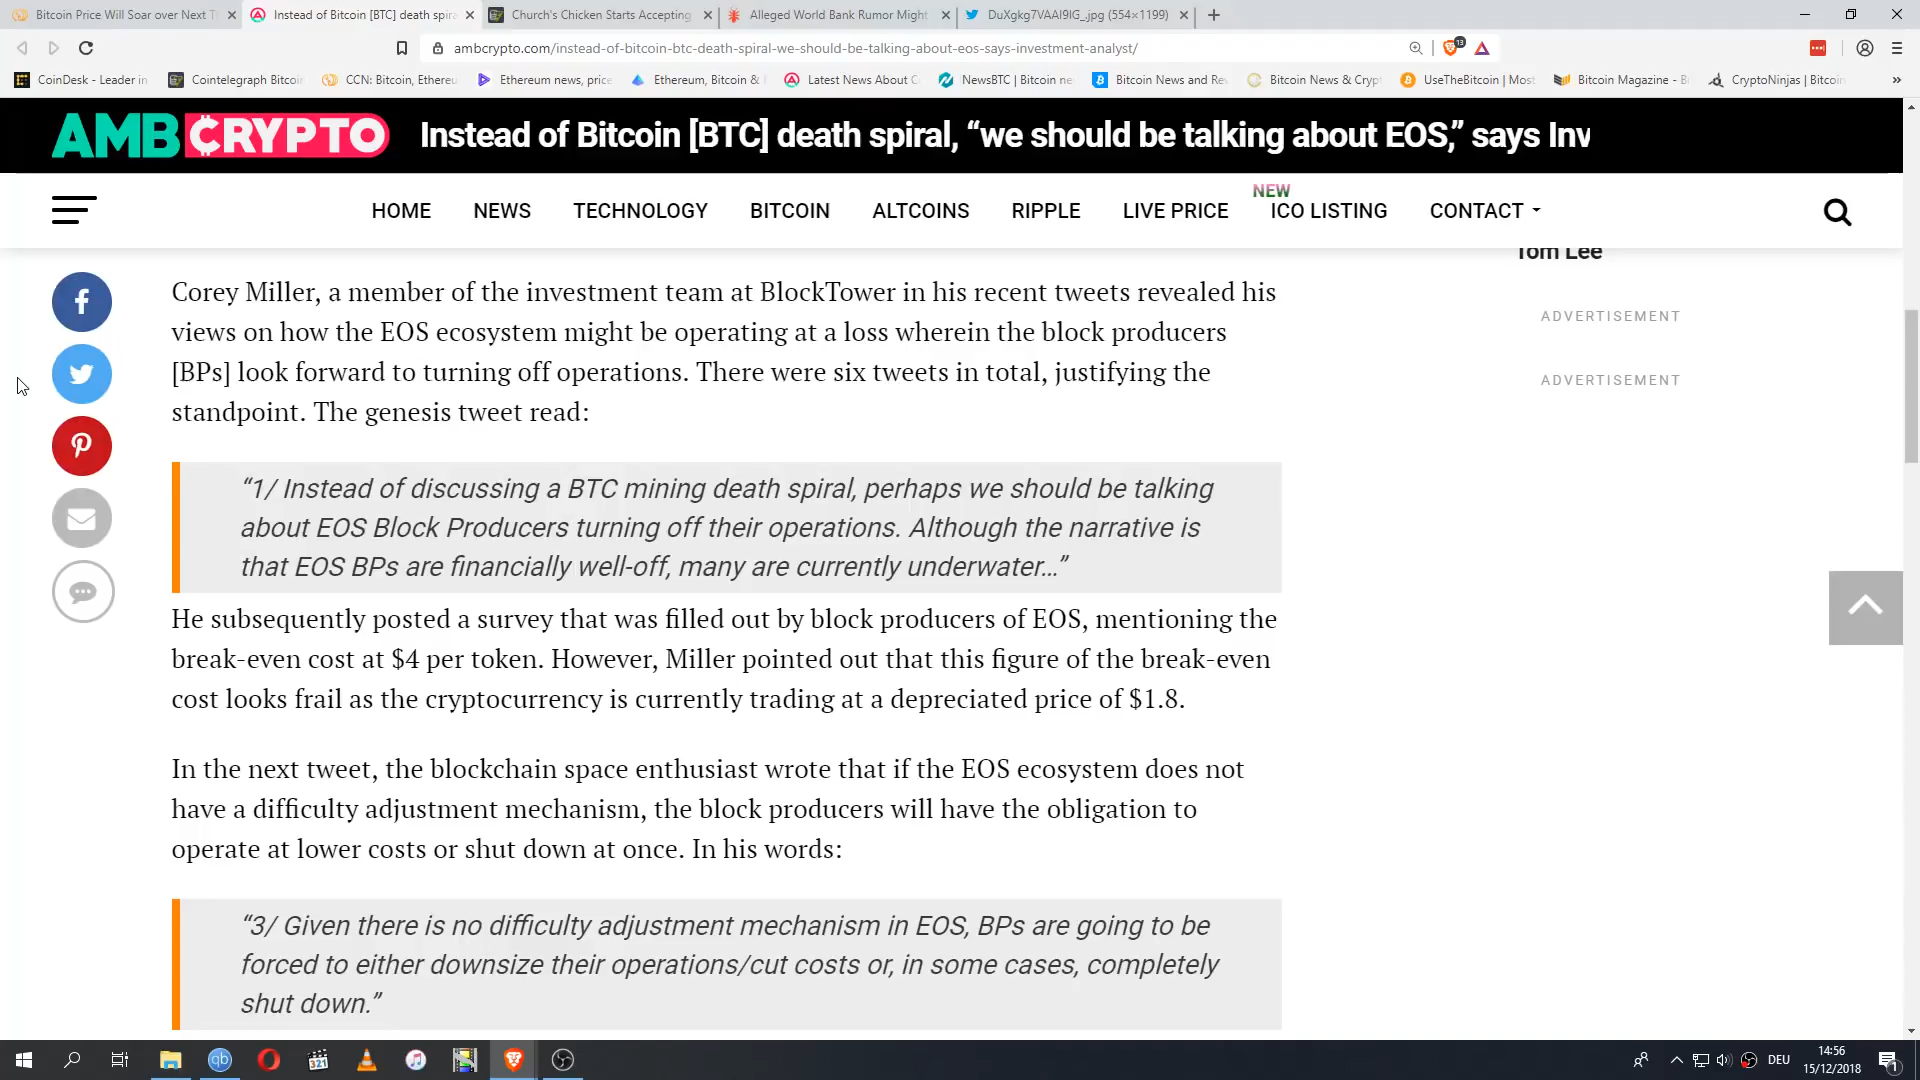 Bitcoin Price Will Soar over Next T
Instead of Bitcoin [BTC] death spira
Church's Chicken Starts Accepting
Alleged World Bank Rumor Might
DuXgkg7VAAI9IG_.jpg (554×1199)
ambcrypto.com/instead-of-bitcoin-btc-death-spiral-we-should-be-talking-about-eos-says-investment-analyst/
13
CoinDesk - Leader in
Cointelegraph Bitcoin
CCN: Bitcoin, Ethereu
Ethereum news, price
Ethereum, Bitcoin &
Latest News About C
NewsBTC | Bitcoin ne
Bitcoin News and Rev
Bitcoin News & Crypt
UseTheBitcoin | Most
Bitcoin Magazine - B
CryptoNinjas | Bitcoin
»
AMBCRYPTO
Instead of Bitcoin [BTC] death spiral, “we should be talking about EOS,” says Inv
HOME
NEWS
TECHNOLOGY
BITCOIN
ALTCOINS
RIPPLE
LIVE PRICE
NEW
ICO LISTING
CONTACT
Tom Lee
ADVERTISEMENT
ADVERTISEMENT
Corey Miller, a member of the investment team at BlockTower in his recent tweets revealed his
views on how the EOS ecosystem might be operating at a loss wherein the block producers
[BPs] look forward to turning off operations. There were six tweets in total, justifying the
standpoint. The genesis tweet read:
“1/ Instead of discussing a BTC mining death spiral, perhaps we should be talking
about EOS Block Producers turning off their operations. Although the narrative is
that EOS BPs are financially well-off, many are currently underwater…”
He subsequently posted a survey that was filled out by block producers of EOS, mentioning the
break-even cost at $4 per token. However, Miller pointed out that this figure of the break-even
cost looks frail as the cryptocurrency is currently trading at a depreciated price of $1.8.
In the next tweet, the blockchain space enthusiast wrote that if the EOS ecosystem does not
have a difficulty adjustment mechanism, the block producers will have the obligation to
operate at lower costs or shut down at once. In his words:
“3/ Given there is no difficulty adjustment mechanism in EOS, BPs are going to be
forced to either downsize their operations/cut costs or, in some cases, completely
shut down.”
qb
321
DEU
14:56
15/12/2018
1